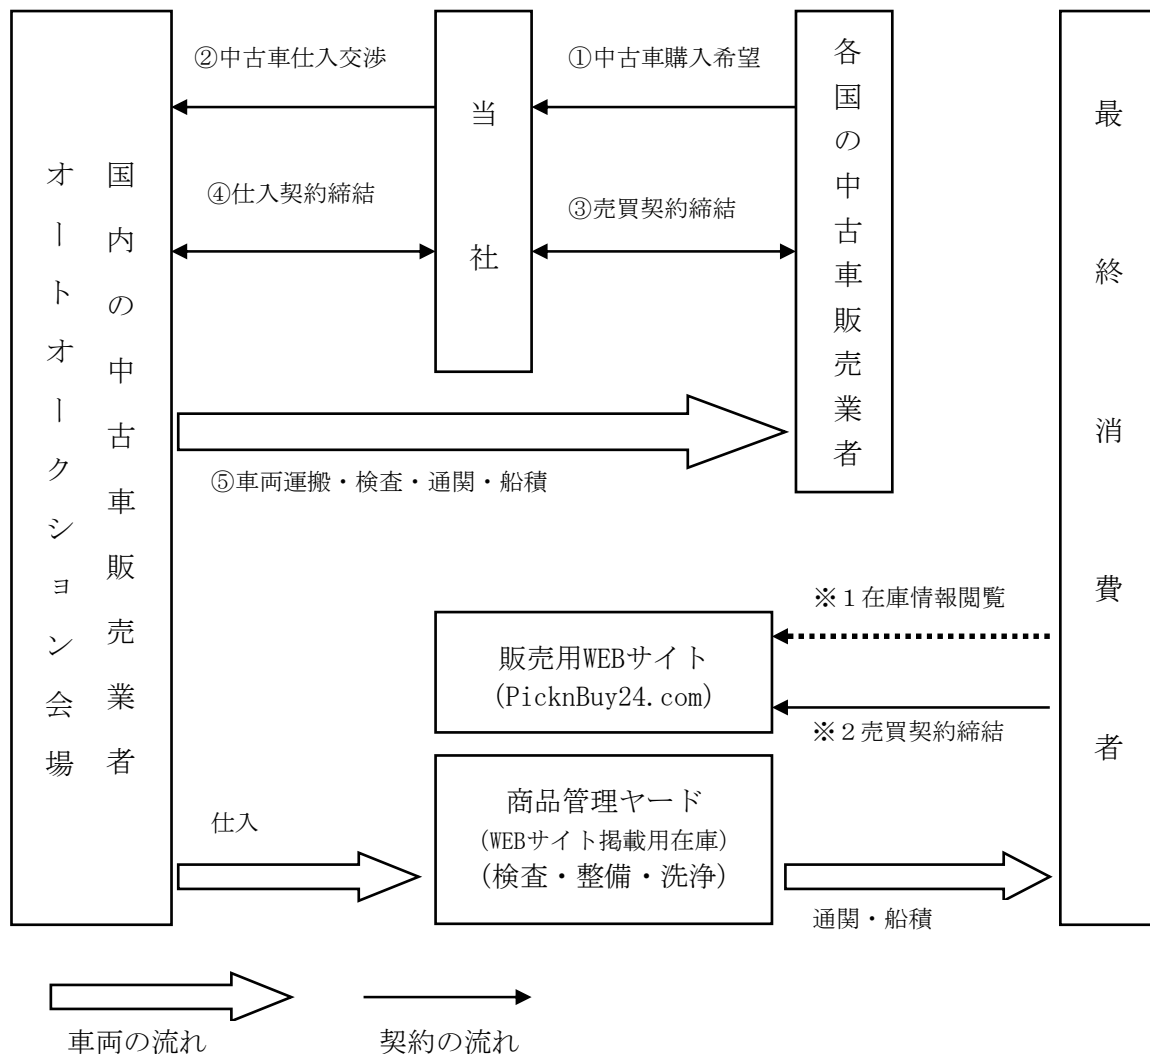 国内の中古車販売業者
オートオークション会場
②中古車仕入交渉
④仕入契約締結
当社
①中古車購入希望
③売買契約締結
各国の中古車販売業者
最終消費者
⑤車両運搬・検査・通関・船積
※1在庫情報閲覧
販売用WEBサイト
(PicknBuy24.com)
※2売買契約締結
仕入
商品管理ヤード
(WEBサイト掲載用在庫)
(検査・整備・洗浄)
通関・船積
車両の流れ
契約の流れ